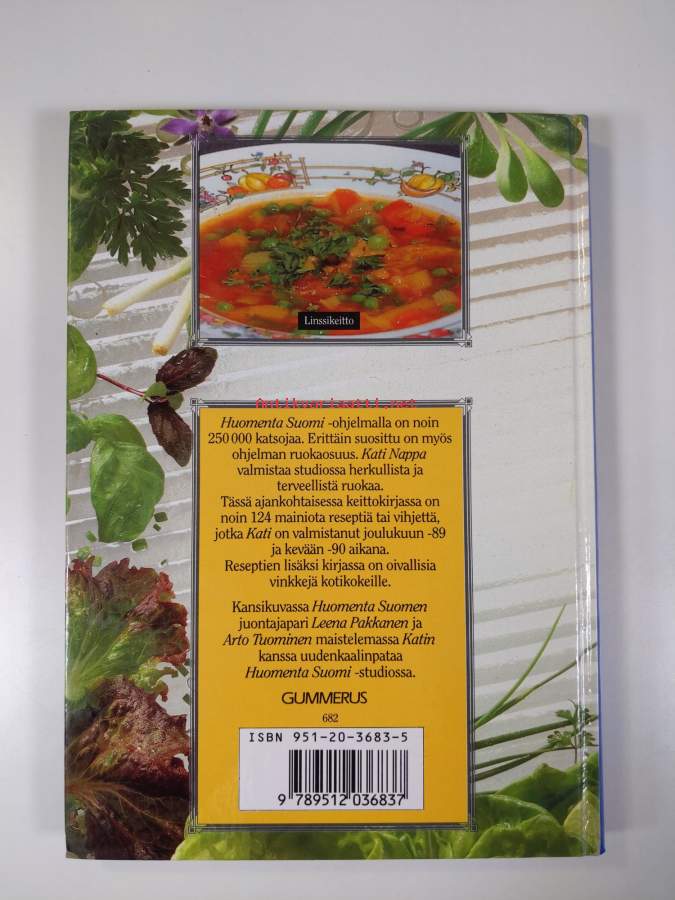 Linssikeitto
Antikvariaatti.net
Huomenta Suomi -ohjelmalla on noin
250 000 katsojaa. Erittäin suosittu on myös
ohjelman ruokaosuus. Kati Nappa
valmistaa studiossa herkullista ja
terveellistä ruokaa.
Tässä ajankohtaisessa keittokirjassa on
noin 124 mainiota reseptiä tai vihjettä,
jotka Kati on valmistanut joulukuun -89
ja kevään -90 aikana.
Reseptien lisäksi kirjassa on oivallisia
vinkkejä kotikokeille.
Kansikuvassa Huomenta Suomen
juontajapari Leena Pakkanen ja
Arto Tuominen maistelemassa Katin
kanssa uudenkaalinpataa
Huomenta Suomi -studiossa.
GUMMERUS
682
ISBN 951-20-3683-5
9 789512 036837